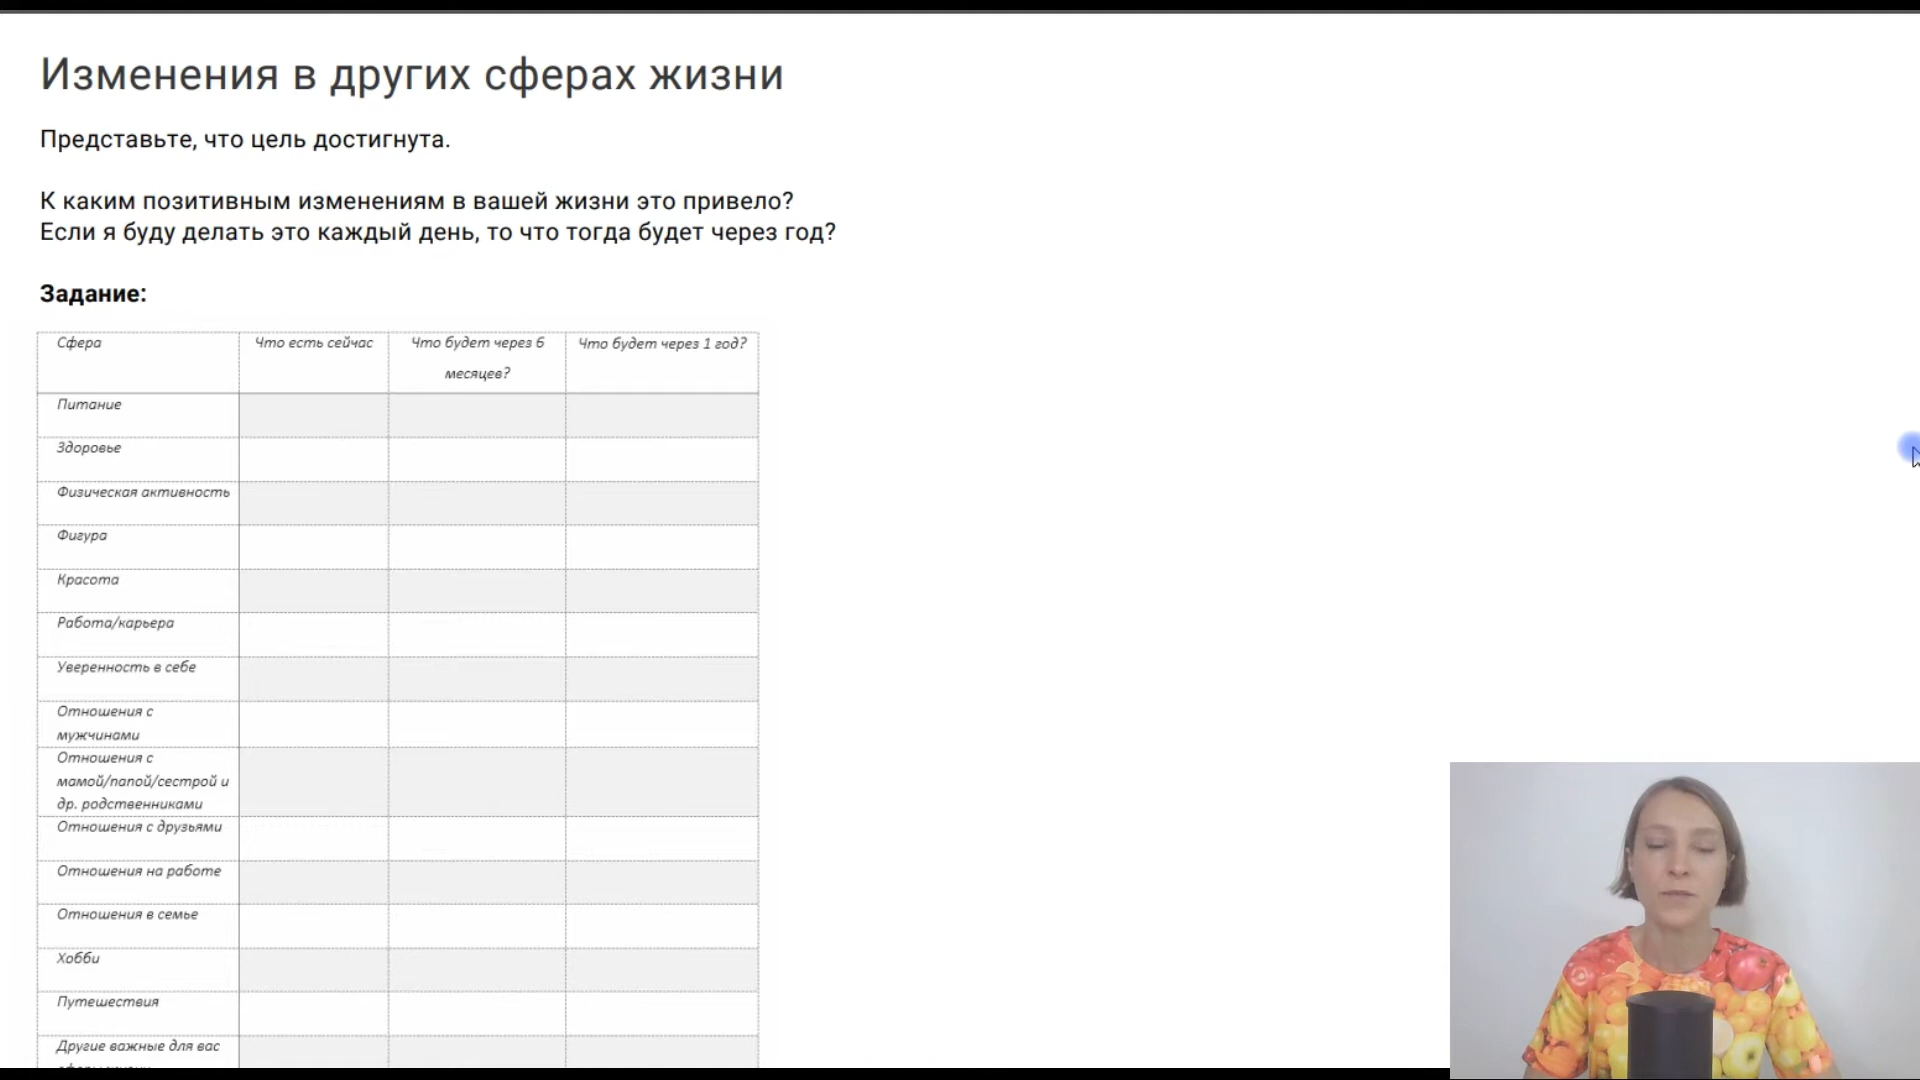 Изменения в других сферах жизни
Представьте, что цель достигнута.
К каким позитивным изменениям в вашей жизни это привело?
Если я буду делать это каждый день, то что тогда будет через год?
Задание:
Сфера
Что есть сейчас
Что будет через 6
месяцев?
Что будет через 1 год?
Питание
Здоровье
Физическая активность
Фигура
Красота
Работа/карьера
Уверенность в себе
Отношения с
мужчинами
Отношения с
мамой/папой/сестрой и
др. родственниками
Отношения с друзьями
Отношения на работе
Отношения в семье
Хобби
Путешествия
Другие важные для вас